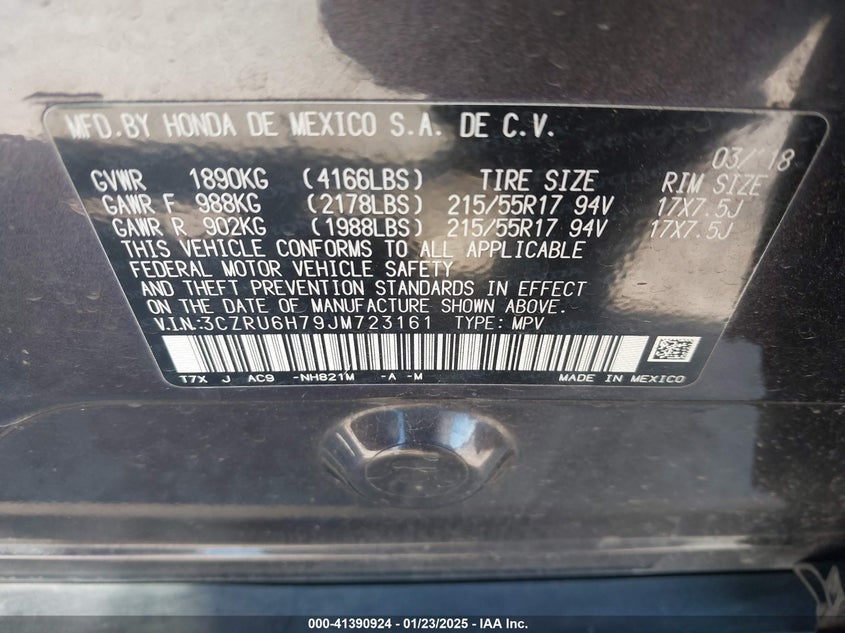 MFD.BY HONDA DE MEXICO S.A. DE C.V.
03/'18
GVWR 1890KG (4166LBS) TIRE SIZE RIM SIZE
GAWR F 988KG (2178LBS) 215/55R17 94V 17X7.5J
GAWR R 902KG (1988LBS) 215/55R17 94V 17X7.5J
THIS VEHICLE CONFORMS TO ALL APPLICABLE
FEDERAL MOTOR VEHICLE SAFETY
AND THEFT PREVENTION STANDARDS IN EFFECT
ON THE DATE OF MANUFACTURE SHOWN ABOVE.
V.I.N:3CZRU6H79JM723161 TYPE: MPV
T7X J AC9 -NH821M -A -M MADE IN MEXICO
000-41390924 - 01/23/2025 - IAA Inc.